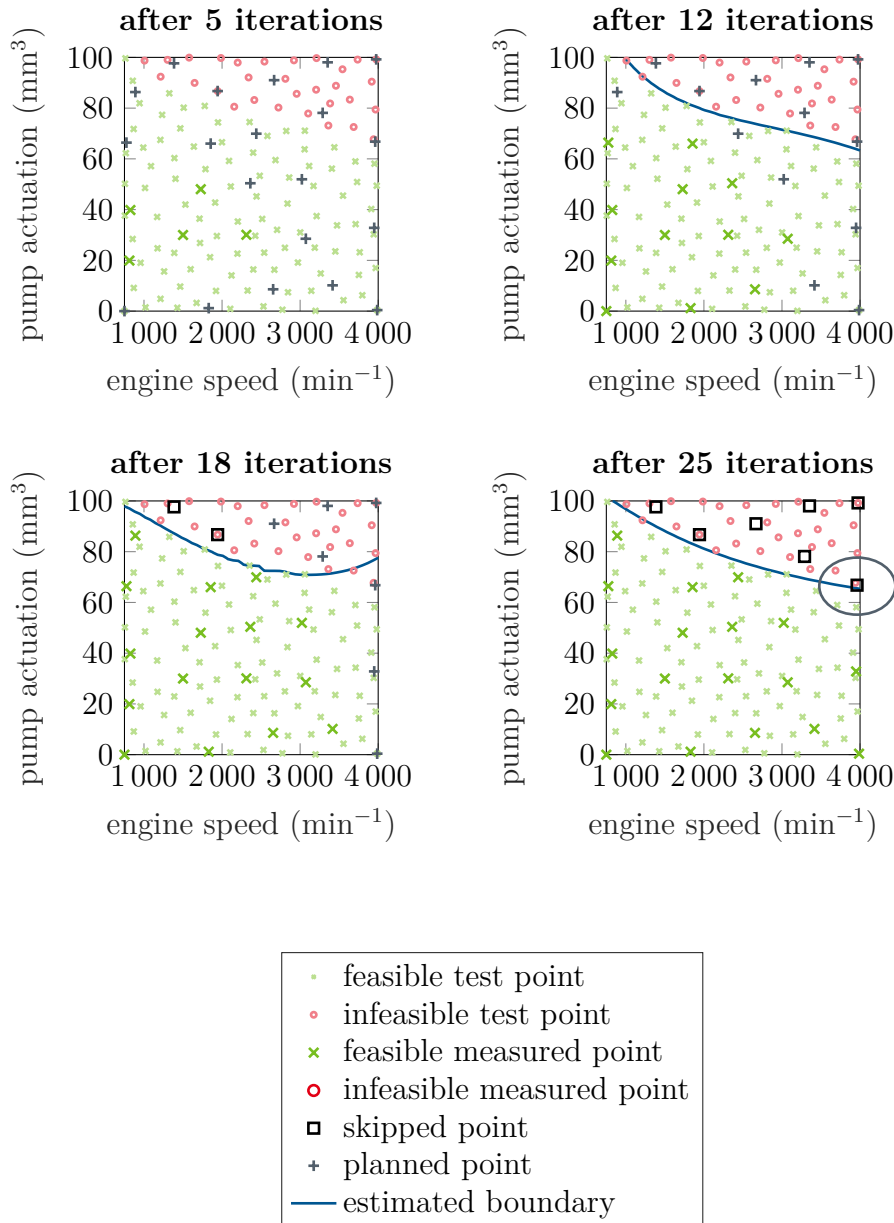 after 5 iterations
100
80
60
40
20
0
1 000
2 000
3 000
4 000
pump actuation (mm³)
engine speed (min⁻¹)
after 12 iterations
100
80
60
40
20
0
1 000
2 000
3 000
4 000
pump actuation (mm³)
engine speed (min⁻¹)
after 18 iterations
100
80
60
40
20
0
1 000
2 000
3 000
4 000
pump actuation (mm³)
engine speed (min⁻¹)
after 25 iterations
100
80
60
40
20
0
1 000
2 000
3 000
4 000
pump actuation (mm³)
engine speed (min⁻¹)
feasible test point
infeasible test point
feasible measured point
infeasible measured point
skipped point
planned point
estimated boundary